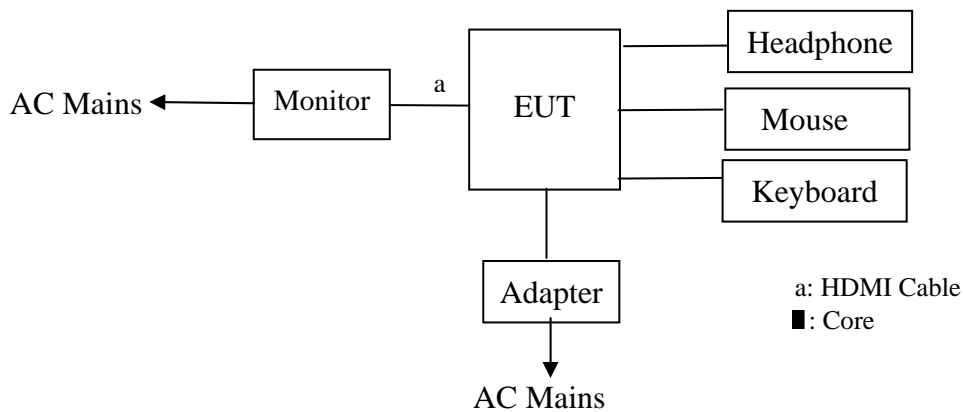 Headphone
a
AC Mains
Monitor
EUT
Mouse
Keyboard
Adapter
a: HDMI Cable
■: Core
AC Mains